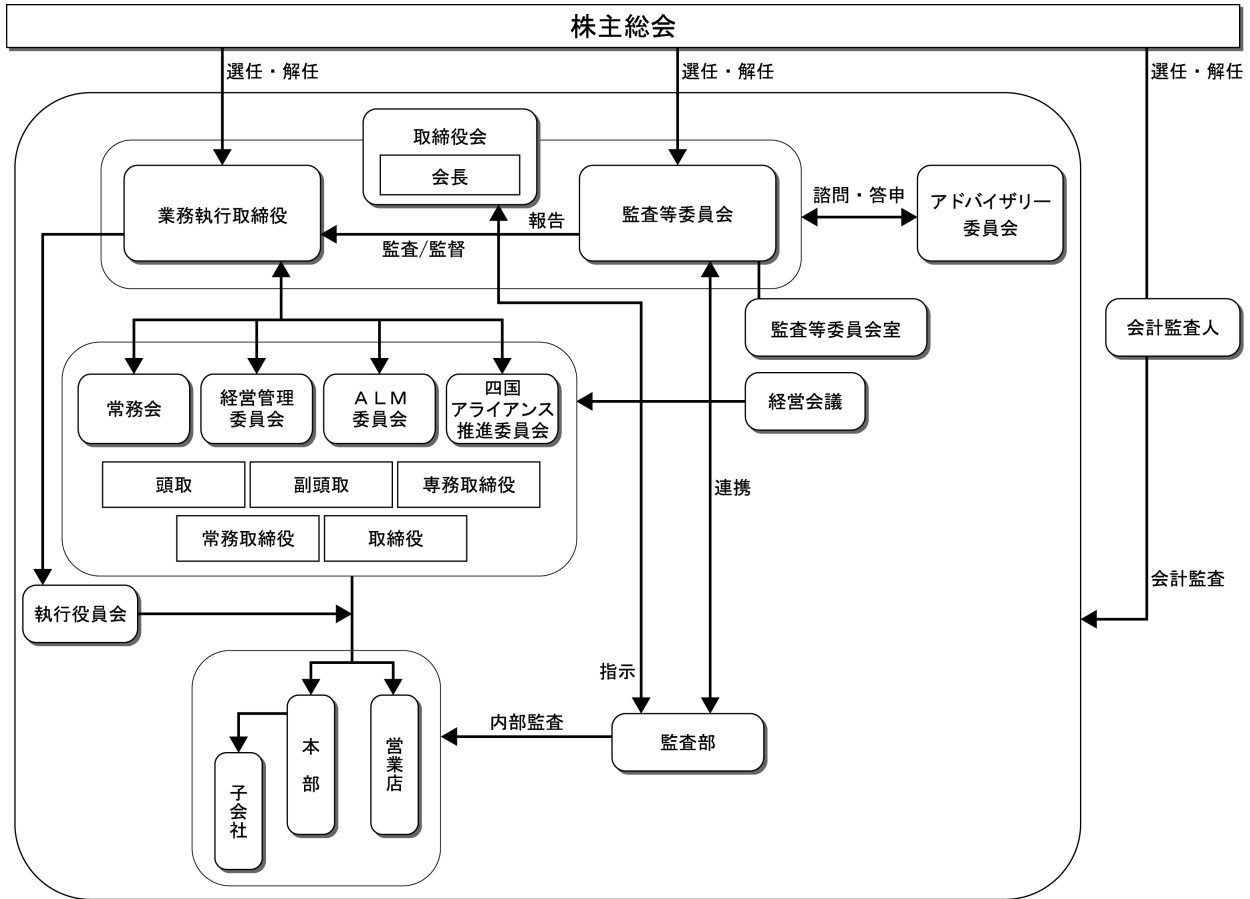 株主総会
選任・解任
選任・解任
選任・解任
取締役会
会長
業務執行取締役
監査等委員会
諮問・答申
アドバイザリー
委員会
報告
監査/監督
監査等委員会室
会計監査人
常務会
経営管理
委員会
ALM
委員会
四国
アライアンス
推進委員会
経営会議
頭取
副頭取
専務取締役
連携
常務取締役
取締役
執行役員会
会計監査
指示
内部監査
監査部
本部
営業店
子会社